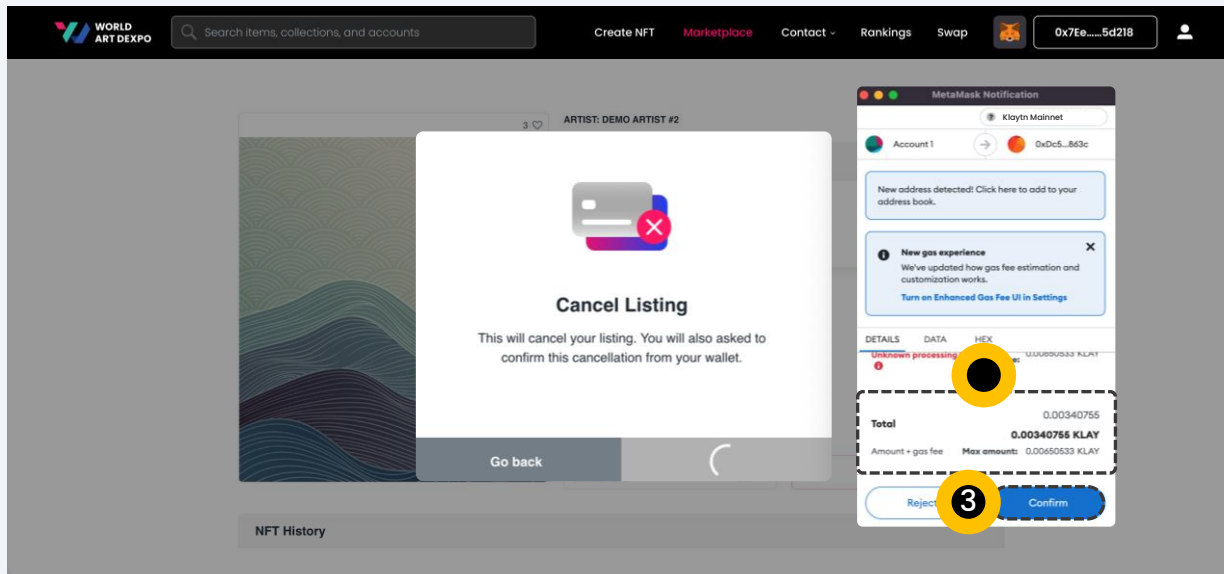 WORLD
ART DEXPO
Search items, collections, and accounts
Create NFT
Marketplace
Contact
Rankings
Swap
0x7Ee......5d218
3
ARTIST: DEMO ARTIST #2
Cancel Listing
This will cancel your listing. You will also asked to
confirm this cancellation from your wallet.
Go back
NFT History
MetaMask Notification
Klaytn Mainnet
Account 1
0xDc5...863c
New address detected! Click here to add to your
address book.
New gas experience
We've updated how gas fee estimation and
customization works.
Turn on Enhanced Gas Fee UI in Settings
DETAILS DATA HEX
Unknown processing 0.00650533 KLAY
0.00340755
Total
0.00340755 KLAY
Amount + gas fee Max amount: 0.00650533 KLAY
Reject
3
Confirm